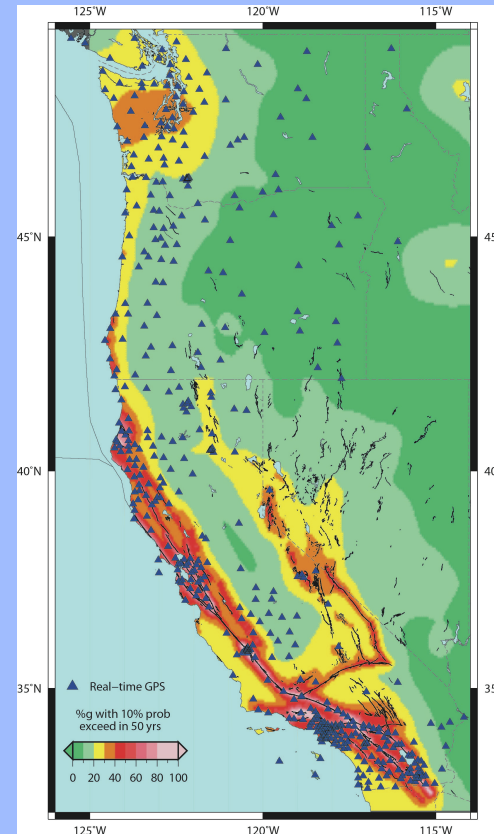 125˚W 120˚W 115˚W
45˚N 45˚
40˚N 40˚
35˚N 35˚
Real−time GPS
%g with 10% prob
exceed in 50 yrs
0 20 40 60 80 100
125˚W 120˚W 115˚W